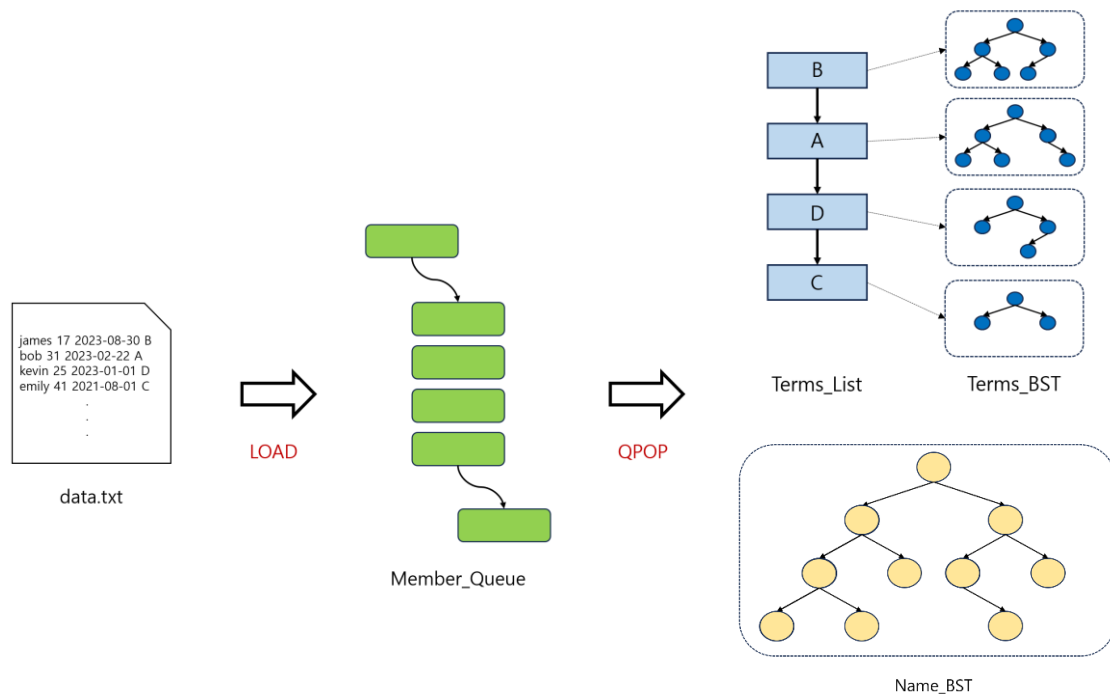 james 17 2023-08-30 B
bob 31 2023-02-22 A
kevin 25 2023-01-01 D
emily 41 2021-08-01 C
.
.
.
data.txt
LOAD
Member_Queue
QPOP
B
A
D
C
Terms_List
Terms_BST
Name_BST